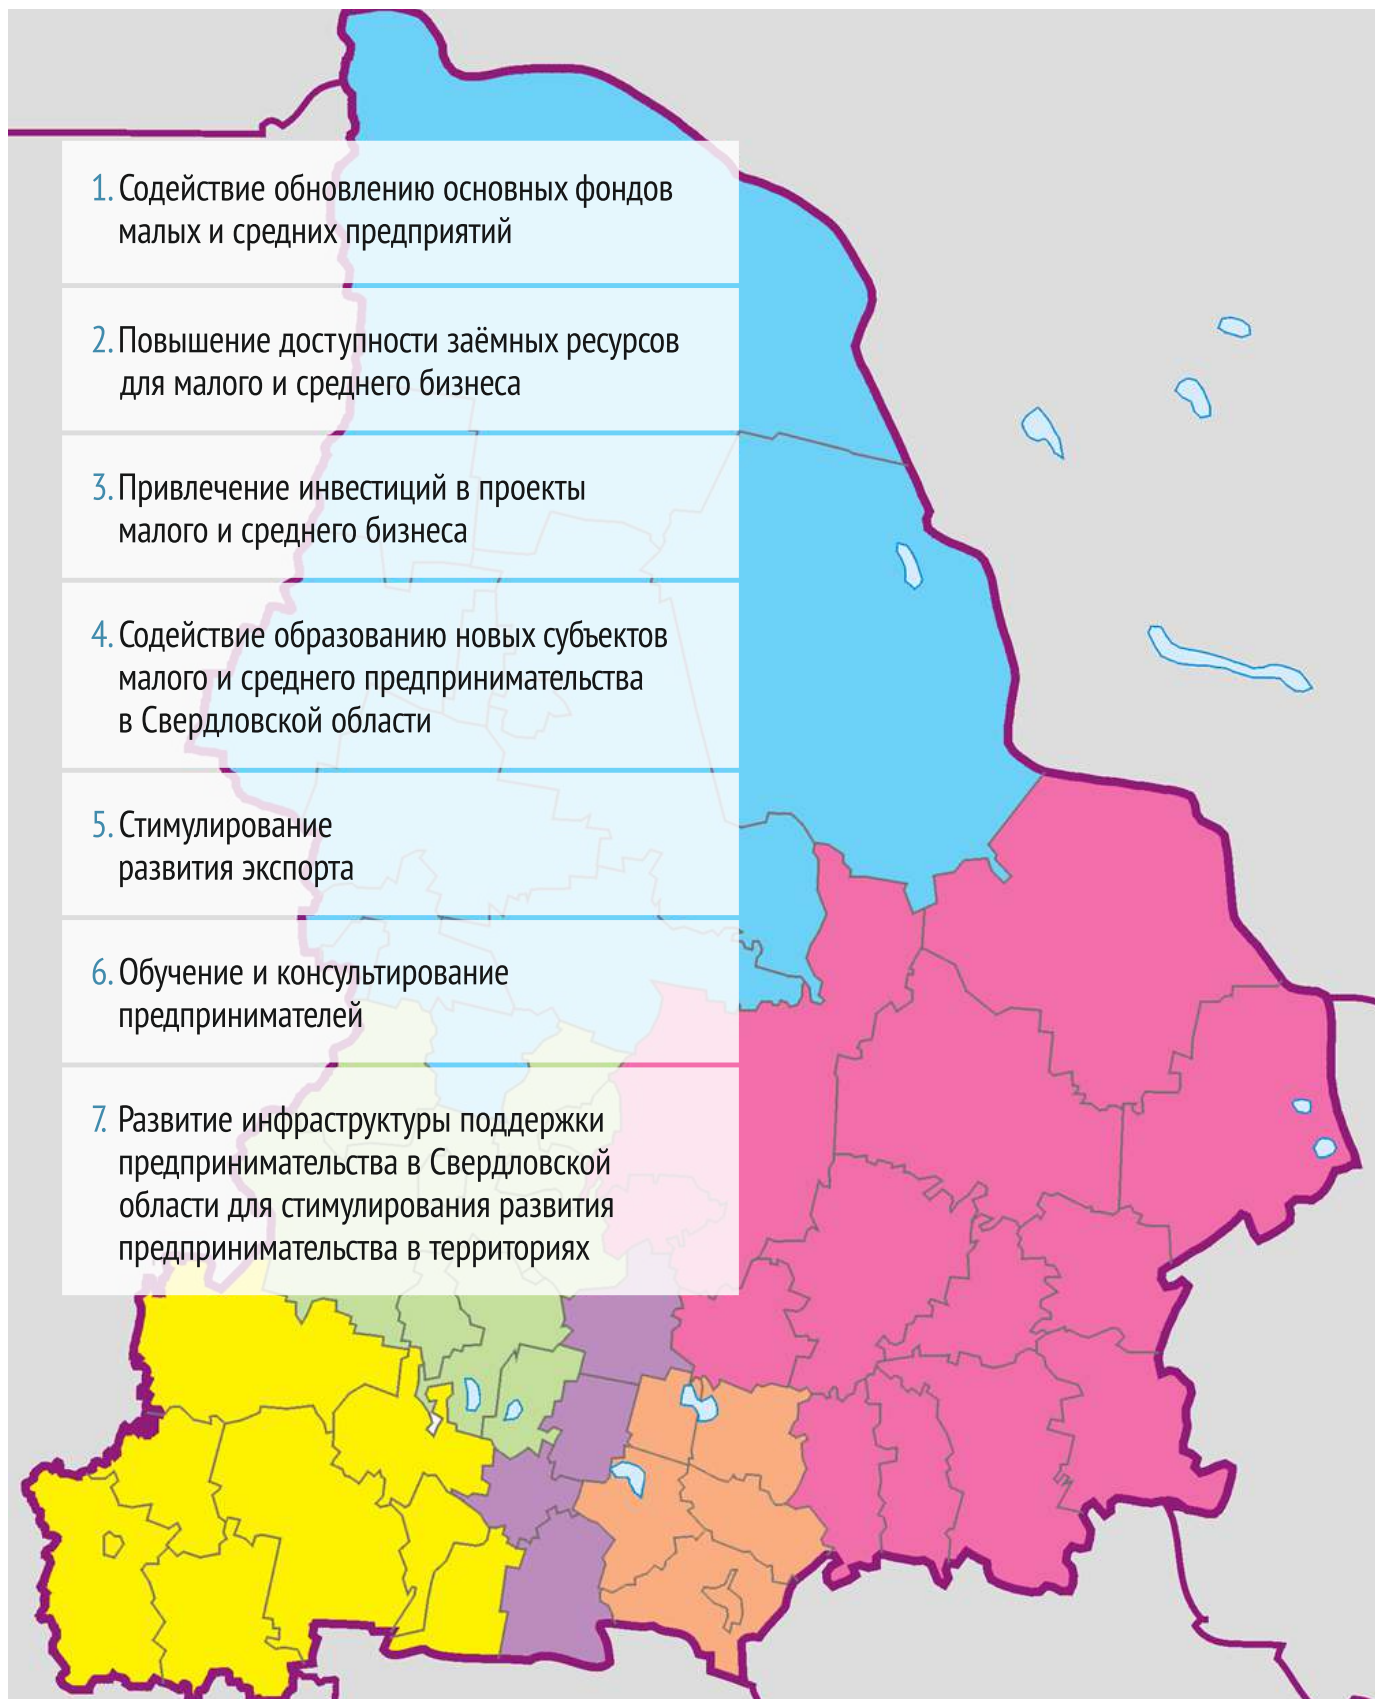 1. Содействие обновлению основных фондов
малых и средних предприятий
2. Повышение доступности заёмных ресурсов
для малого и среднего бизнеса
3. Привлечение инвестиций в проекты
малого и среднего бизнеса
4. Содействие образованию новых субъектов
малого и среднего предпринимательства
в Свердловской области
5. Стимулирование
развития экспорта
6. Обучение и консультирование
предпринимателей
7. Развитие инфраструктуры поддержки
предпринимательства в Свердловской
области для стимулирования развития
предпринимательства в территориях